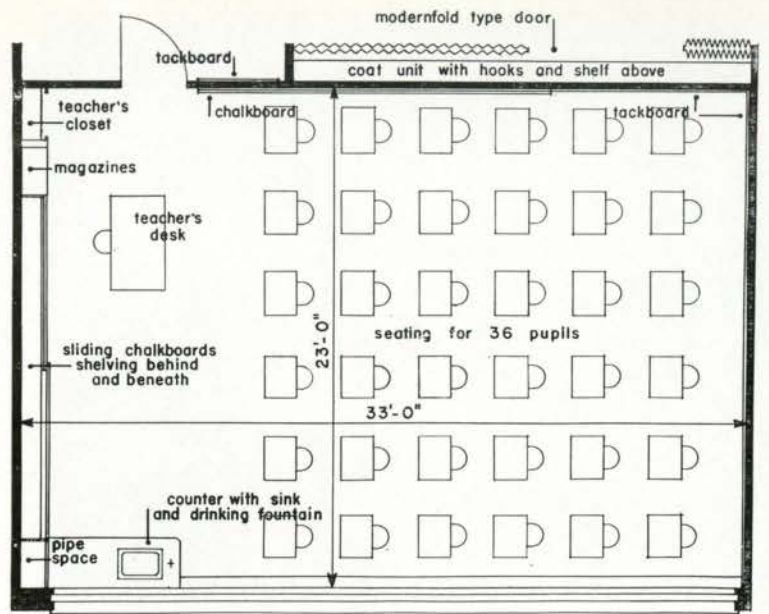 modernfold type door
tackboard
coat unit with hooks and shelf above
teacher's
closet
chalkboard
tackboard
magazines
teacher's
desk
seating for 36 pupils
23'-0"
sliding chalkboards
shelving behind
and beneath
33'-0"
counter with sink
and drinking fountain
pipe
space